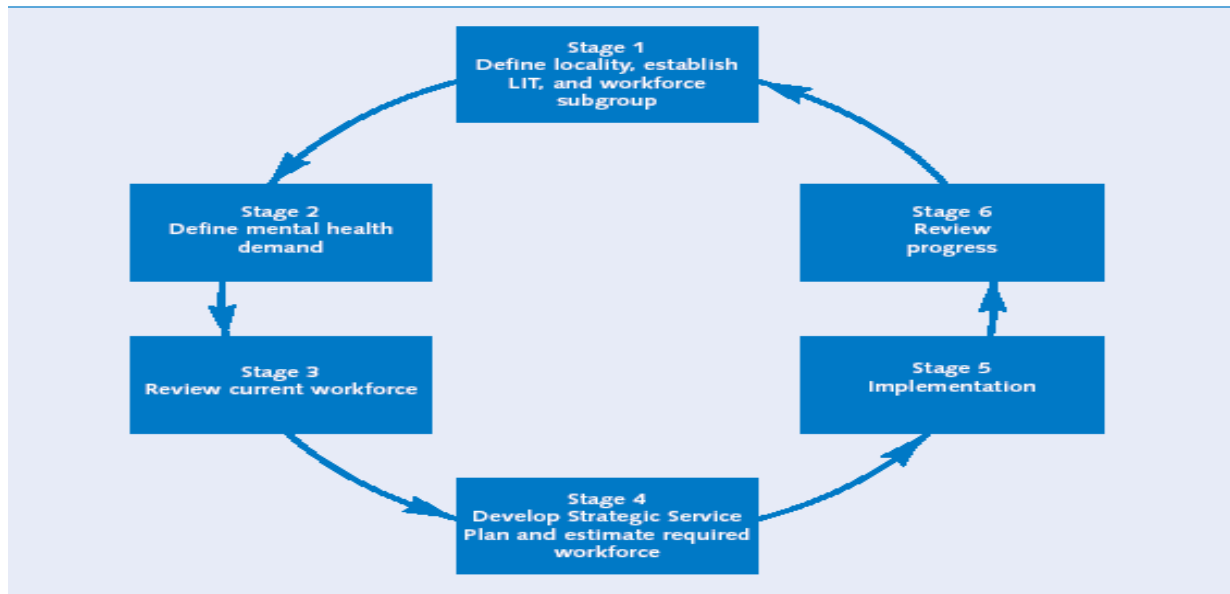 Stage 1
Define locality, establish
LIT, and workforce
subgroup
Stage 2
Define mental health
demand
Stage 3
Review current workforce
Stage 4
Develop Strategic Service
Plan and estimate required
workforce
Stage 5
Implementation
Stage 6
Review
progress